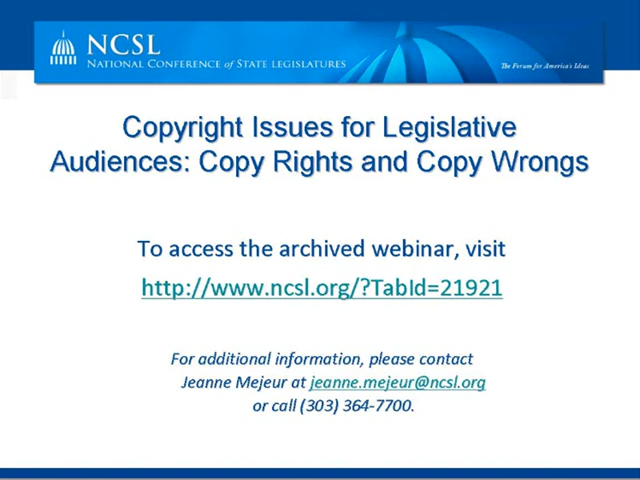 NCSL
NATIONAL CONFERENCE of STATE LEGISLATURES
The Forum for America's Ideas
Copyright Issues for Legislative
Audiences: Copy Rights and Copy Wrongs
To access the archived webinar, visit
http://www.ncsl.org/?TabId=21921
For additional information, please contact
Jeanne Mejeur at jeanne.mejeur@ncsl.org
or call (303) 364-7700.